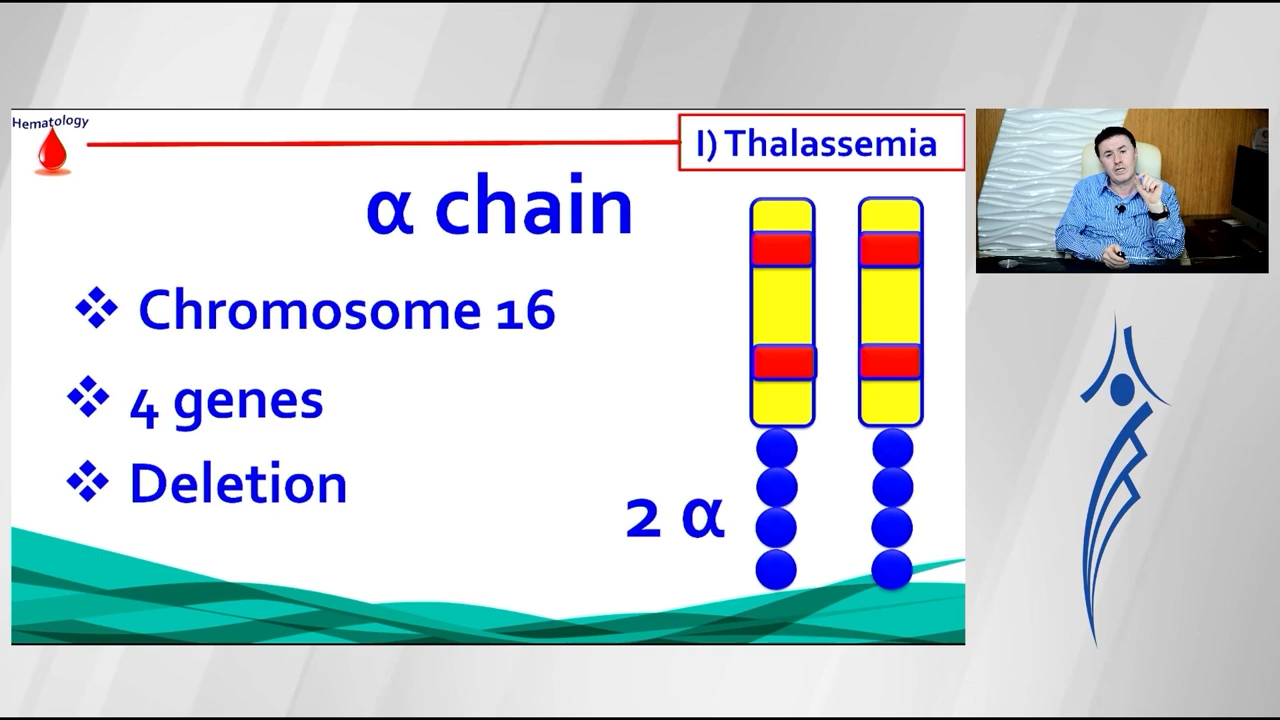 Hematology
I) Thalassemia
α chain
❖ Chromosome 16
❖ 4 genes
❖ Deletion
2 α